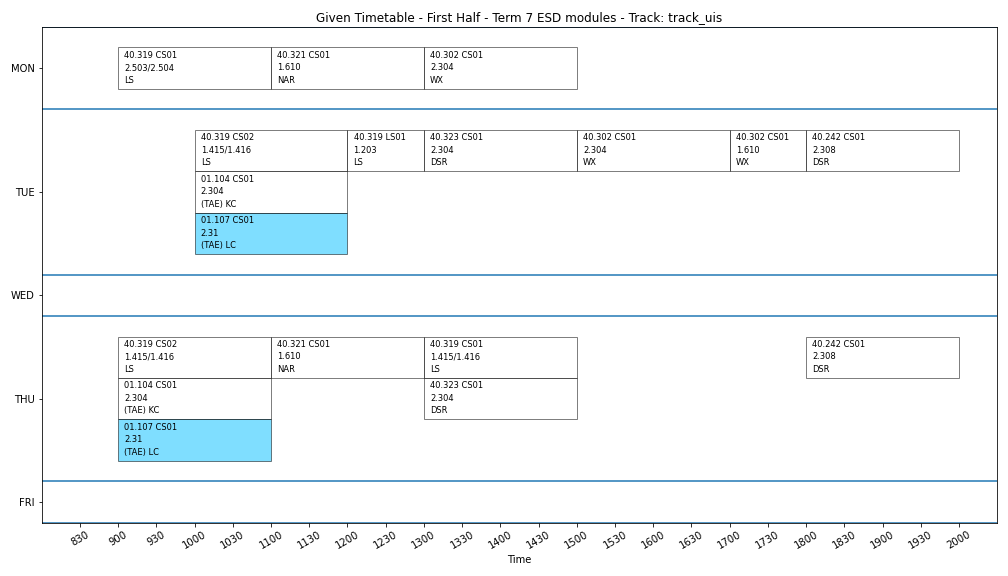 Given Timetable - First Half - Term 7 ESD modules - Track: track_uis
MON
40.319 CS01
2.503/2.504
LS
40.321 CS01
1.610
NAR
40.302 CS01
2.304
WX
TUE
40.319 CS02
1.415/1.416
LS
40.319 LS01
1.203
LS
40.323 CS01
2.304
DSR
40.302 CS01
2.304
WX
40.302 CS01
1.610
WX
40.242 CS01
2.308
DSR
01.104 CS01
2.304
(TAE) KC
01.107 CS01
2.31
(TAE) LC
WED
THU
40.319 CS02
1.415/1.416
LS
40.321 CS01
1.610
NAR
40.319 CS01
1.415/1.416
LS
40.242 CS01
2.308
DSR
01.104 CS01
2.304
(TAE) KC
40.323 CS01
2.304
DSR
01.107 CS01
2.31
(TAE) LC
FRI
830 900 930 1000 1030 1100 1130 1200 1230 1300 1330 1400 1430 1500 1600 1630 1700 1730 1800 1830 1900 1930 2000
Time